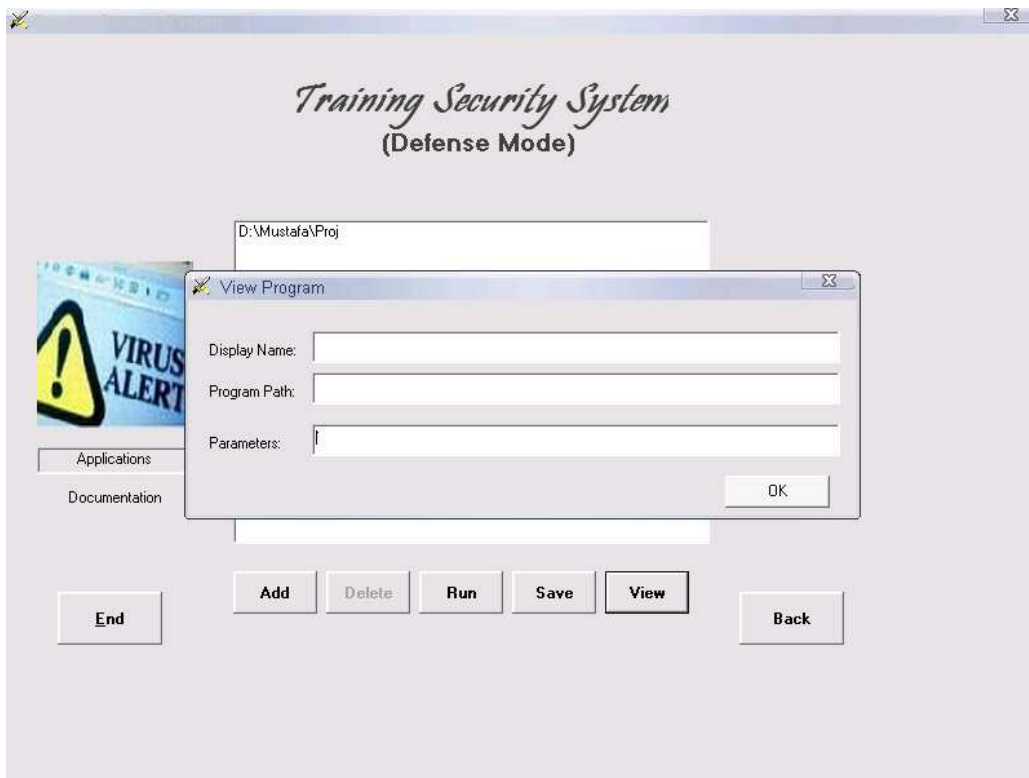 Training Security System
(Defense Mode)
D:\Mustafa\Proj
VIRUS
ALERT
View Program
Display Name:
Program Path:
Parameters:
OK
Applications
Documentation
Add Delete Run Save View
End
Back